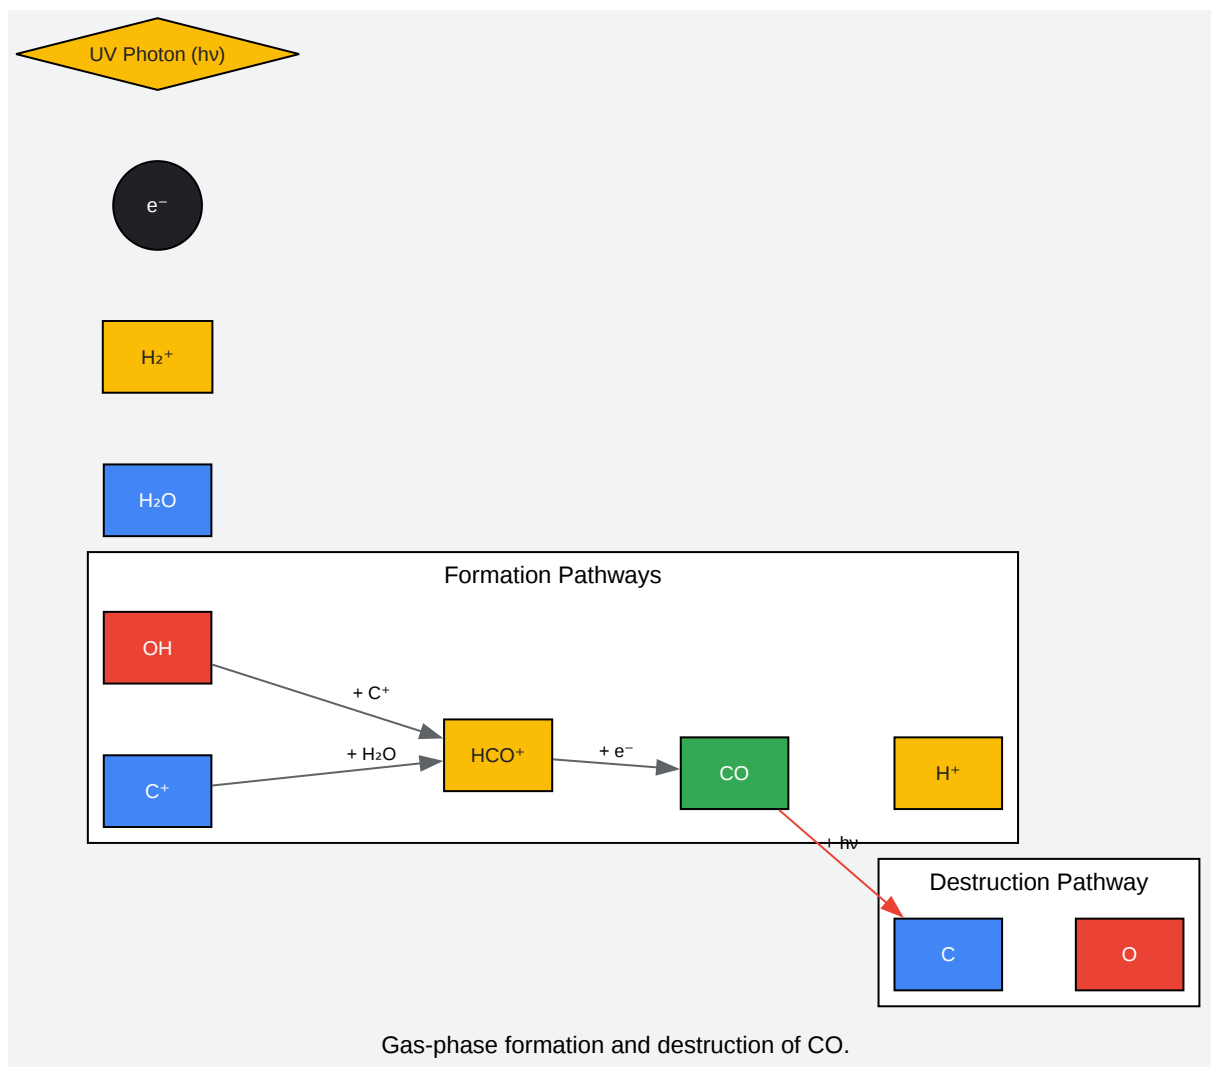 UV Photon (hν)
e⁻
H₂⁺
H₂O
Formation Pathways
OH
+ C⁺
+ H₂O
HCO⁺
+ e⁻
CO
H⁺
C⁺
+ hν
Destruction Pathway
C
O
Gas-phase formation and destruction of CO.